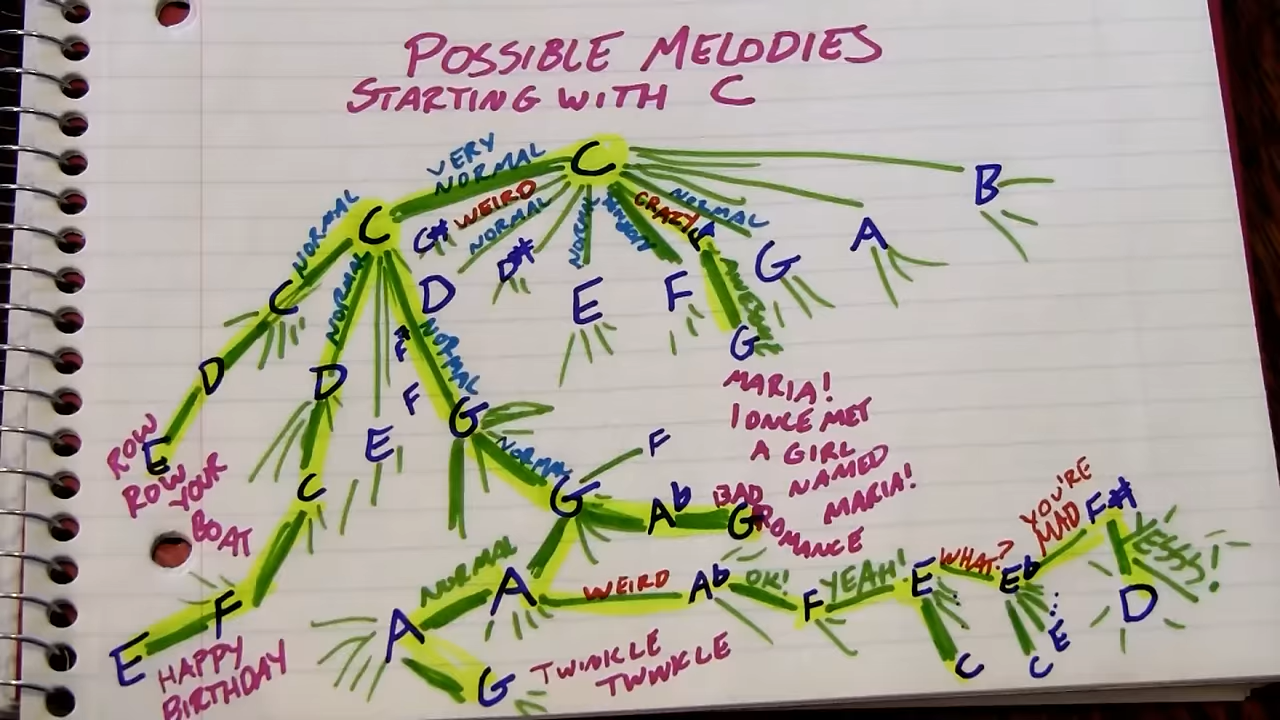 POSSIBLE MELODIES
STARTING WITH C
C
VERY
NORMAL
WEIRD
NORMAL
NORMAL
NORMAL
CRAZY
NORMAL
B
C
C#
D
D#
E
F
G
A
AWESOME
G
MARIA!
I ONCE MET
A GIRL
NAMED
MARIA!
NORMAL
NORMAL
NORMAL
C
D
E
ROW
ROW YOUR
BOAT
D
C
F
E
HAPPY
BIRTHDAY
E
F
F
G
NORMAL
G
F
Ab
G
BAD
ROMANCE
A
NORMAL
A
G
TWINKLE
TWINKLE
WEIRD
Ab
OK!
F
YEAH!
E
C
WHAT?
Eb
C
E
YOU'RE
MAD
F#
D
YESSS!